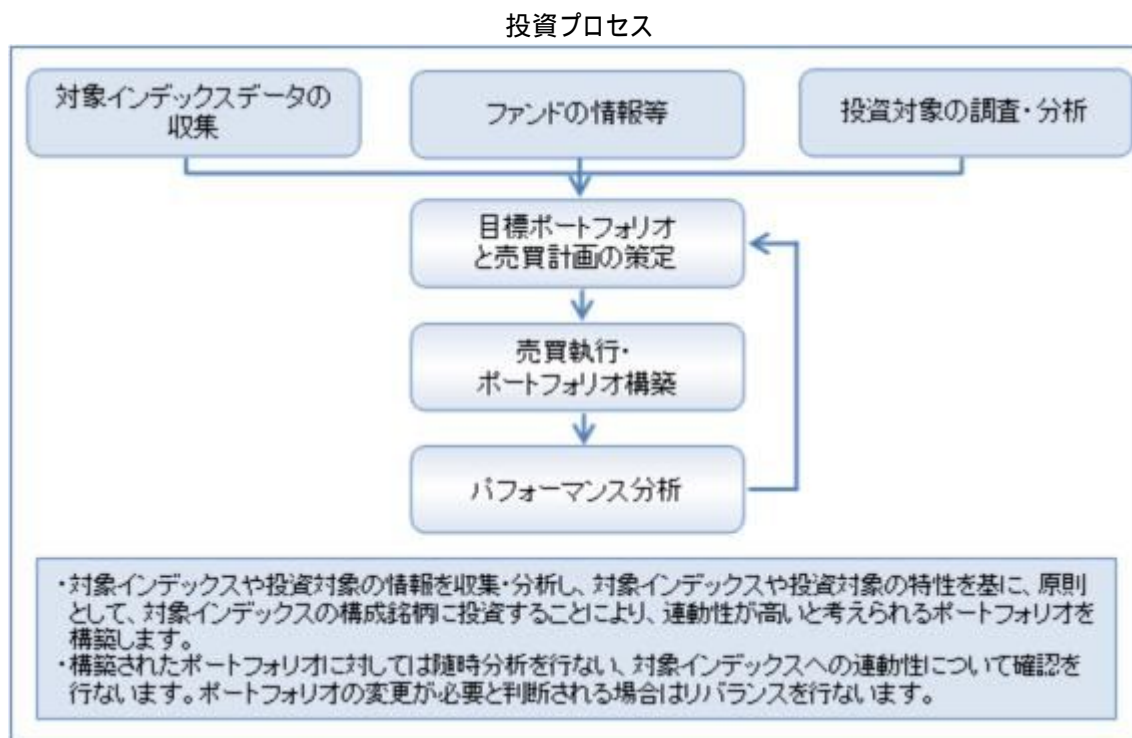 投資プロセス
対象インデックスデータの
収集
ファンドの情報等
投資対象の調査・分析
目標ポートフォリオ
と売買計画の策定
売買執行・
ポートフォリオ構築
パフォーマンス分析
・対象インデックスや投資対象の情報を収集・分析し、対象インデックスや投資対象の特性を基に、原則
として、対象インデックスの構成銘柄に投資することにより、連動性が高いと考えられるポートフォリオを
構築します。
・構築されたポートフォリオに対しては随時分析を行ない、対象インデックスへの連動性について確認を
行ないます。ポートフォリオの変更が必要と判断される場合はリバランスを行ないます。